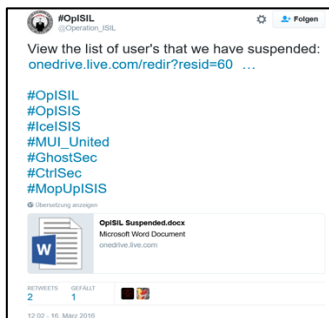 #OpISIL
@Operation_ISIL
Folgen
View the list of user's that we have suspended:
onedrive.live.com/redir?resid=60 …
#OpISIL
#OpISIS
#IceISIS
#MUI_United
#GhostSec
#CtrlSec
#MopUpISIS
Übersetzung anzeigen
OpISIL Suspended.docx
Microsoft Word Document
onedrive.live.com
RETWEETS
2
GEFÄLLT
1
12:02 - 16. März 2016